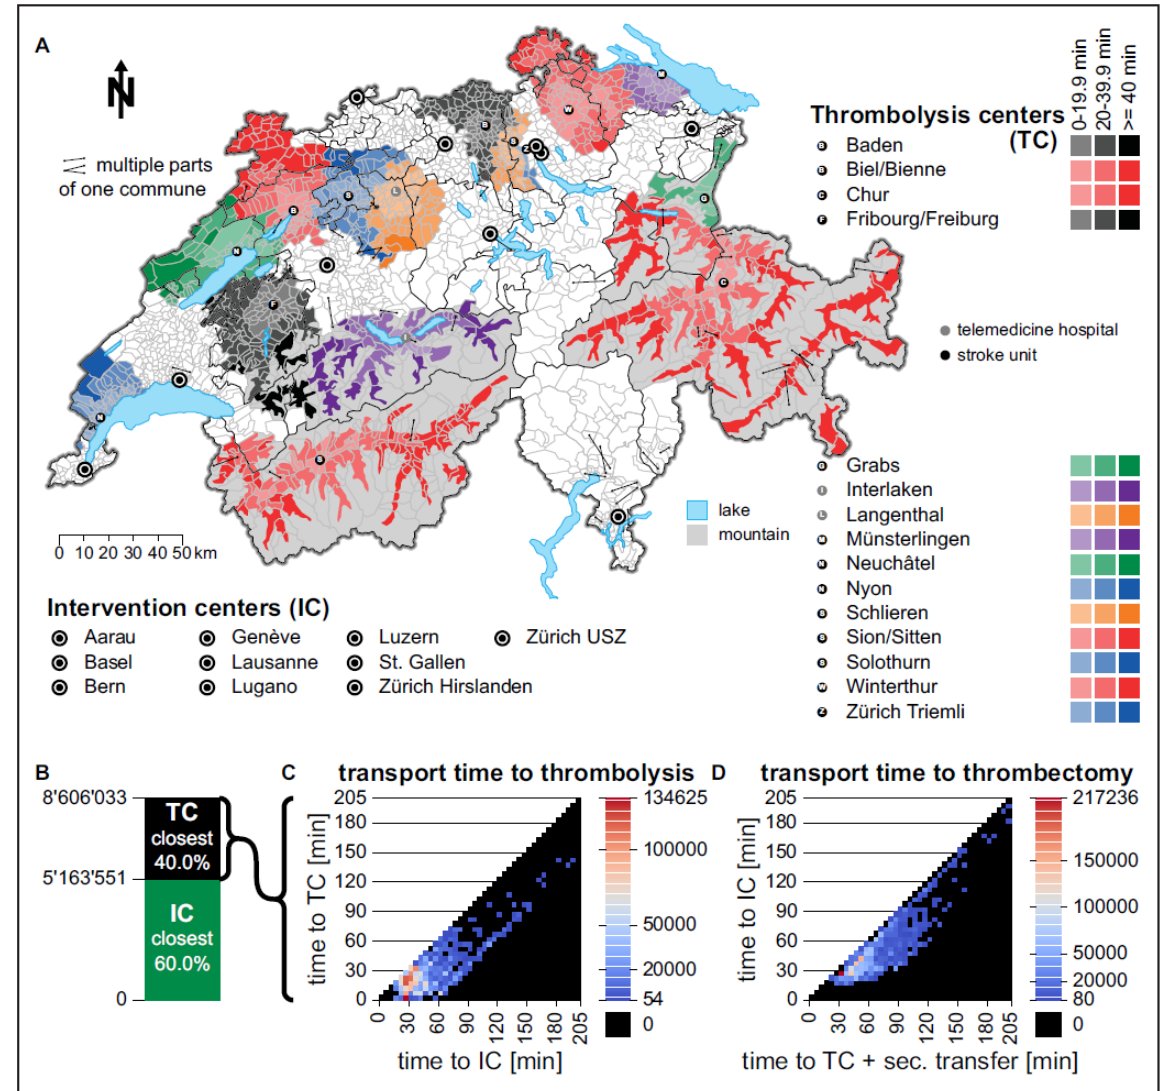 A
N
multiple parts
of one commune
Thrombolysis centers
(TC)
0-19.9 min
20-39.9 min
>= 40 min
B Baden
B Biel/Bienne
C Chur
F Fribourg/Freiburg
telemedicine hospital
stroke unit
G Grabs
I Interlaken
L Langenthal
M Münsterlingen
N Neuchâtel
N Nyon
S Schlieren
S Sion/Sitten
S Solothurn
W Winterthur
Z Zürich Triemli
lake
mountain
0 10 20 30 40 50 km
Intervention centers (IC)
Aarau Genève Luzern Zürich USZ
Basel Lausanne St. Gallen
Bern Lugano Zürich Hirslanden
B
8'606'033
5'163'551
0
TC
closest
40.0%
IC
closest
60.0%
C transport time to thrombolysis
time to TC [min]
205
180
150
120
90
60
30
0
0 30 60 90 120 150 180 205
time to IC [min]
134625
100000
50000
20000
54
0
D transport time to thrombectomy
time to IC [min]
205
180
150
120
90
60
30
0
0 30 60 90 120 150 180 205
time to TC + sec. transfer [min]
217236
150000
100000
50000
20000
80
0